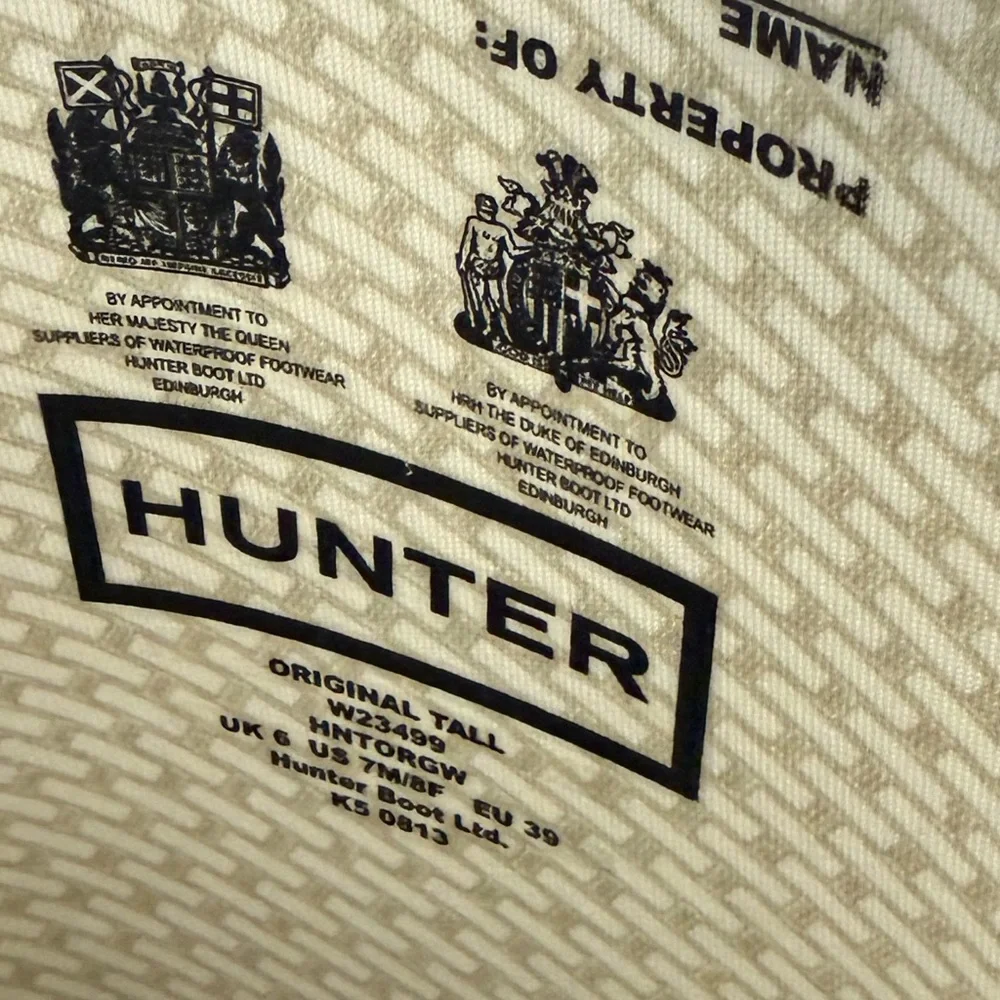 NAME
PROPERTY OF:
BY APPOINTMENT TO
HER MAJESTY THE QUEEN
SUPPLIERS OF WATERPROOF FOOTWEAR
HUNTER BOOT LTD
EDINBURGH
BY APPOINTMENT TO
HRH THE DUKE OF EDINBURGH
SUPPLIERS OF WATERPROOF FOOTWEAR
HUNTER BOOT LTD
EDINBURGH
HUNTER
ORIGINAL TALL
W23499
HNTORGW
UK 6 US 7M/8F EU 39
Hunter Boot Ltd.
K5 0813